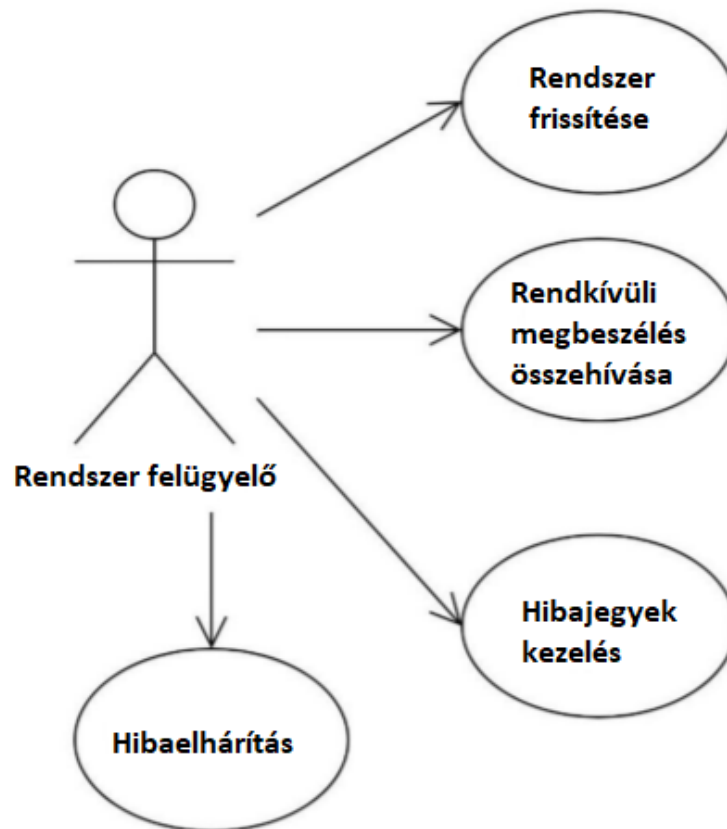 Rendszer
frissítése
Rendkívüli
megbeszélés
összehívása
Rendszer felügyelő
Hibajegyek
kezelés
Hibaelhárítás